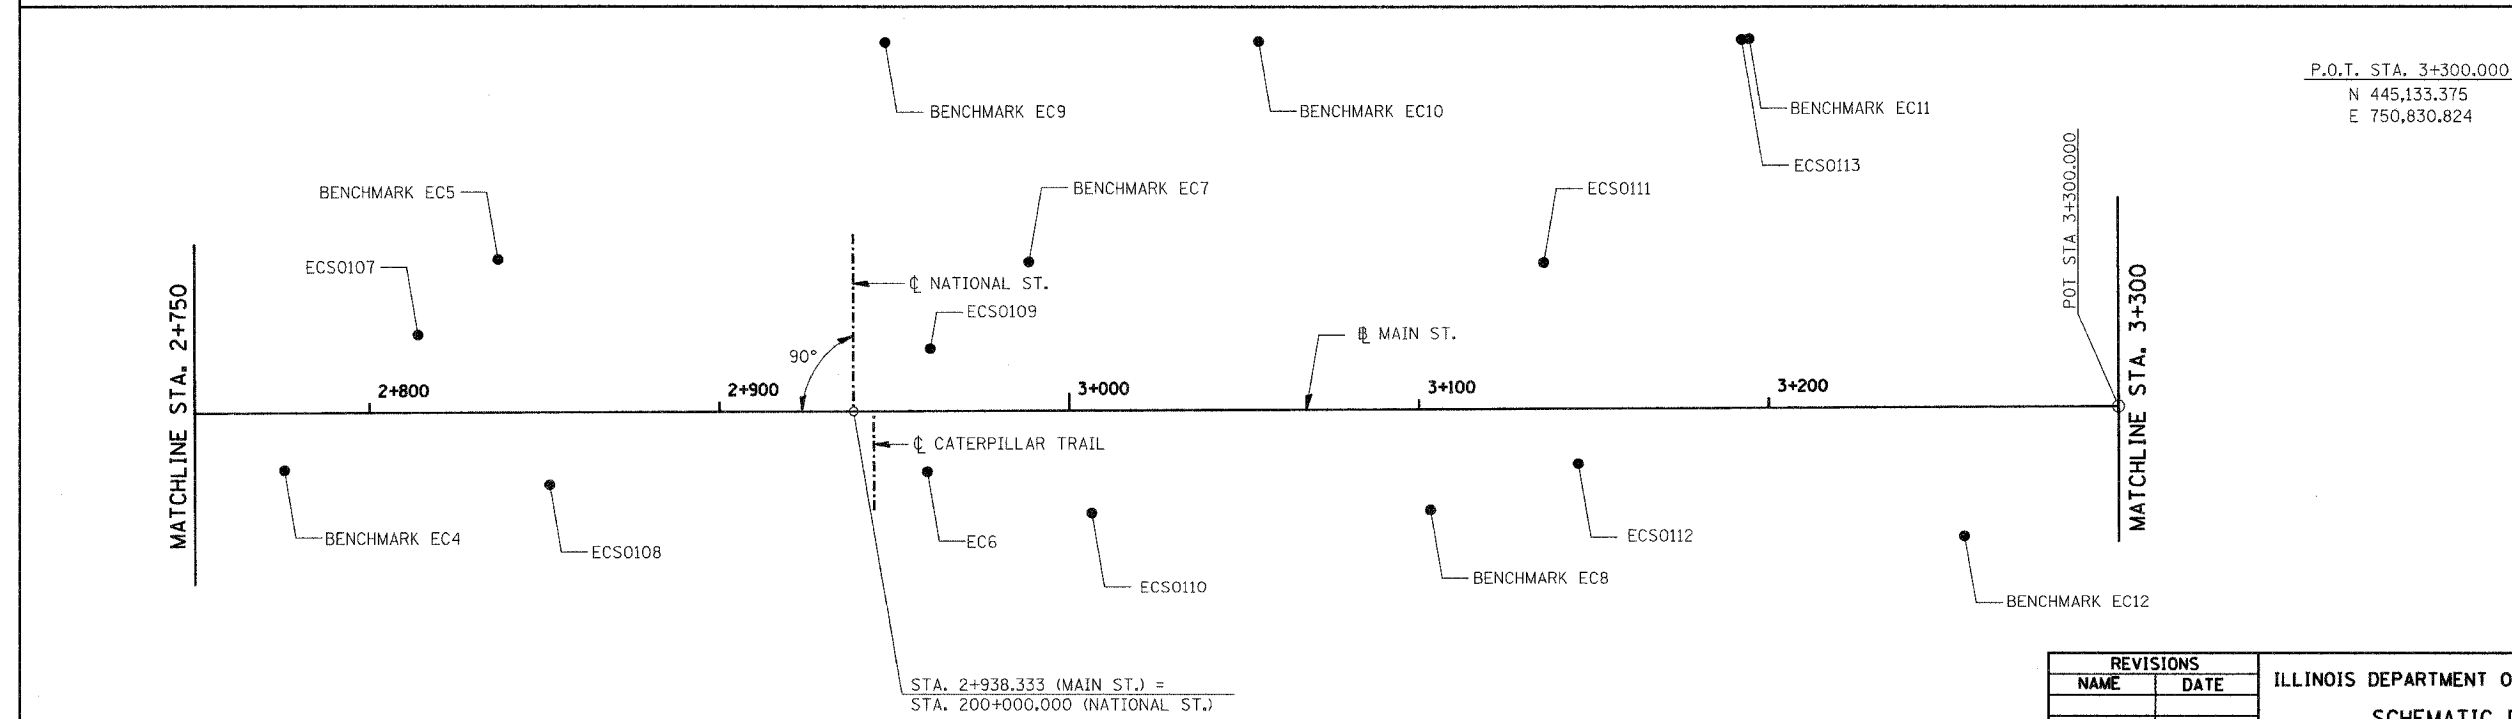 P.O.T. STA. 3+300.000
N 445,133.375
E 750,830.824
BENCHMARK EC9
BENCHMARK EC10
BENCHMARK EC11
ECS0113
BENCHMARK EC5
BENCHMARK EC7
ECS0111
POT STA 3+300.000
ECS0107
℄ NATIONAL ST.
ECS0109
MATCHLINE STA. 2+750
90°
MAIN ST.
MATCHLINE STA. 3+300
2+800
2+900
3+000
3+100
3+200
℄ CATERPILLAR TRAIL
BENCHMARK EC4
ECS0108
EC6
ECS0110
BENCHMARK EC8
ECS0112
BENCHMARK EC12
STA. 2+938.333 (MAIN ST.) =
STA. 200+000.000 (NATIONAL ST.)
REVISIONS
NAME DATE
ILLINOIS DEPARTMENT O
SCHEMATIC